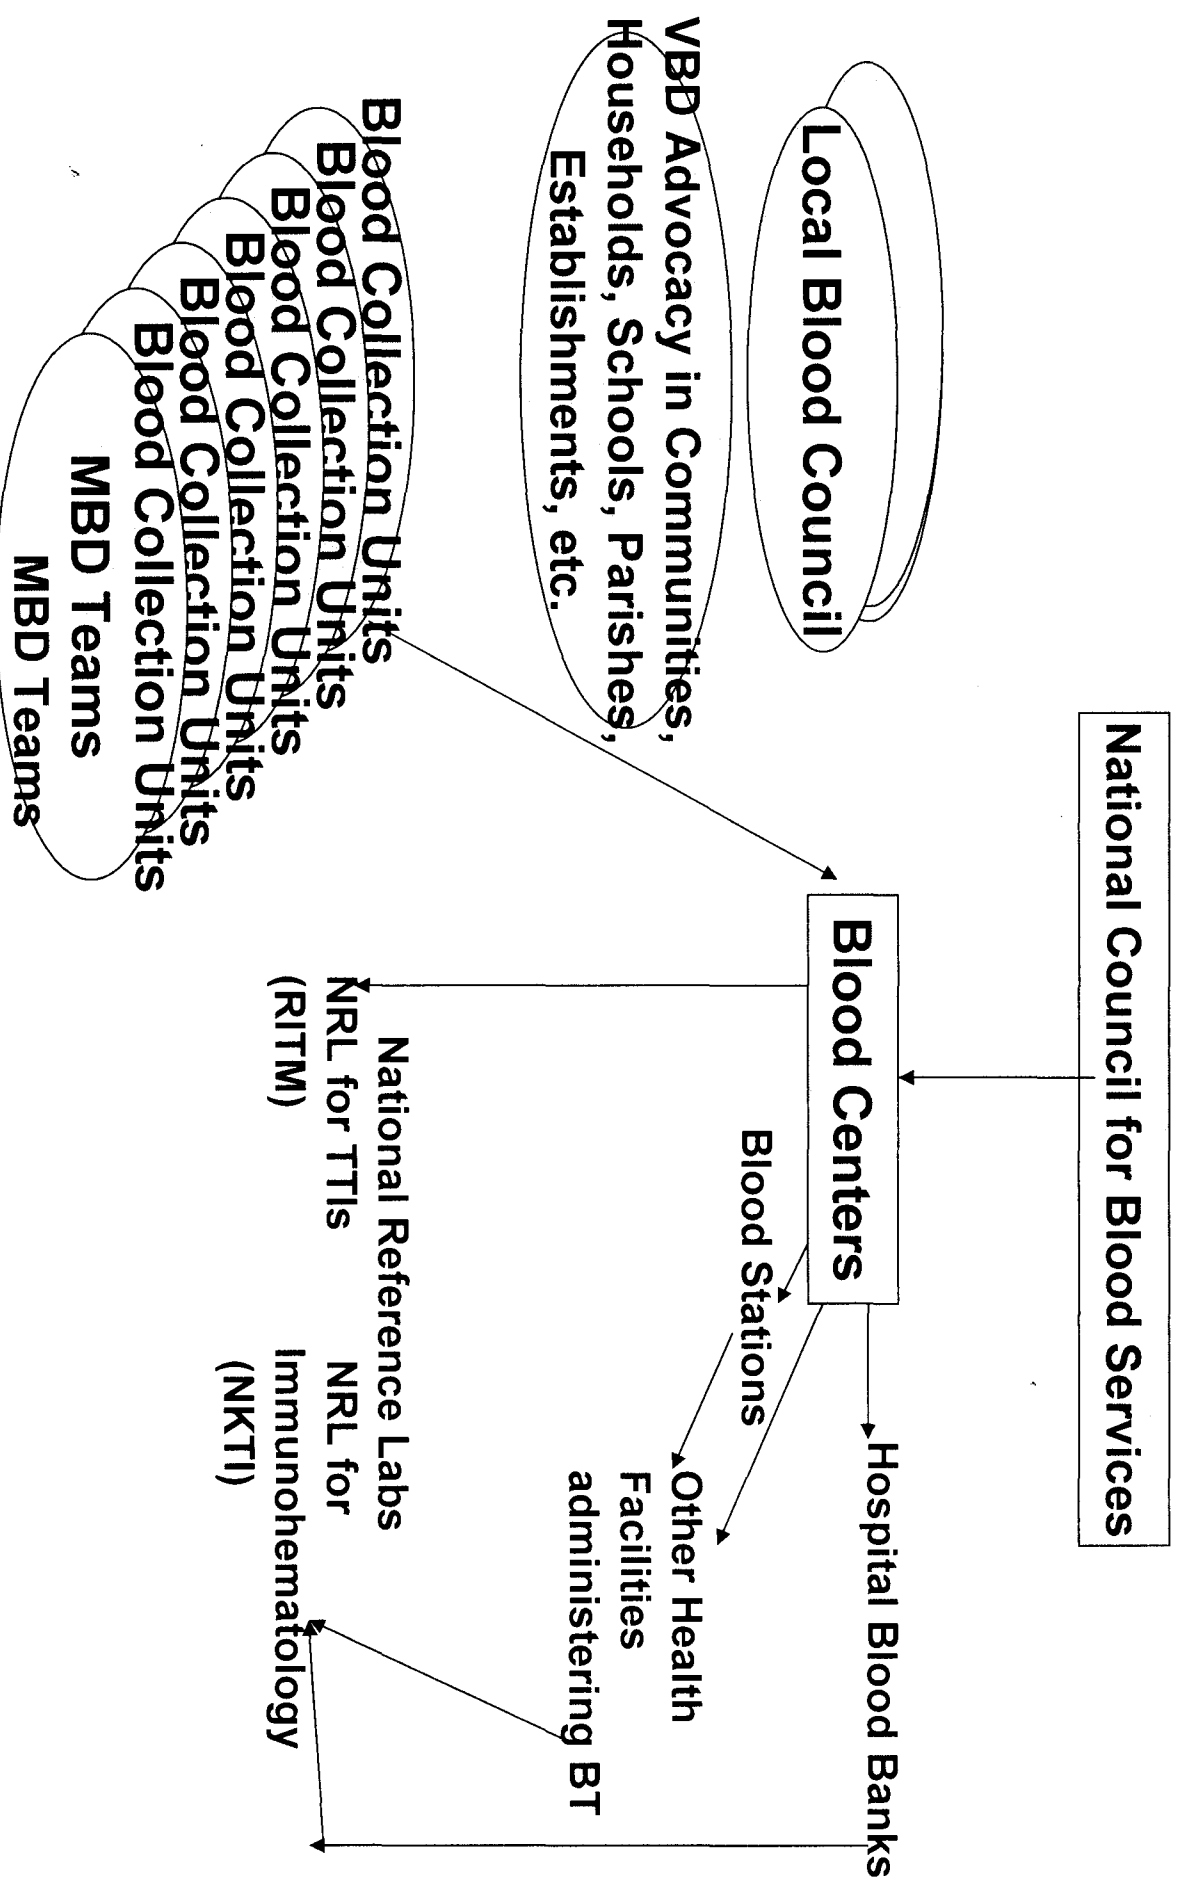 National Council for Blood Services
Local Blood Council
Blood Centers
Hospital Blood Banks
VBD Advocacy in Communities,
Households, Schools, Parishes,
Establishments, etc.
Blood Stations
Other Health
Facilities
administering BT
Blood Collection Units
Blood Collection Units
Blood Collection Units
Blood Collection Units
Blood Collection Units
Blood Collection Units
MBD Teams
MBD Teams
National Reference Labs
NRL for TTIs
(RITM)
NRL for
Immunohematology
(NKTI)